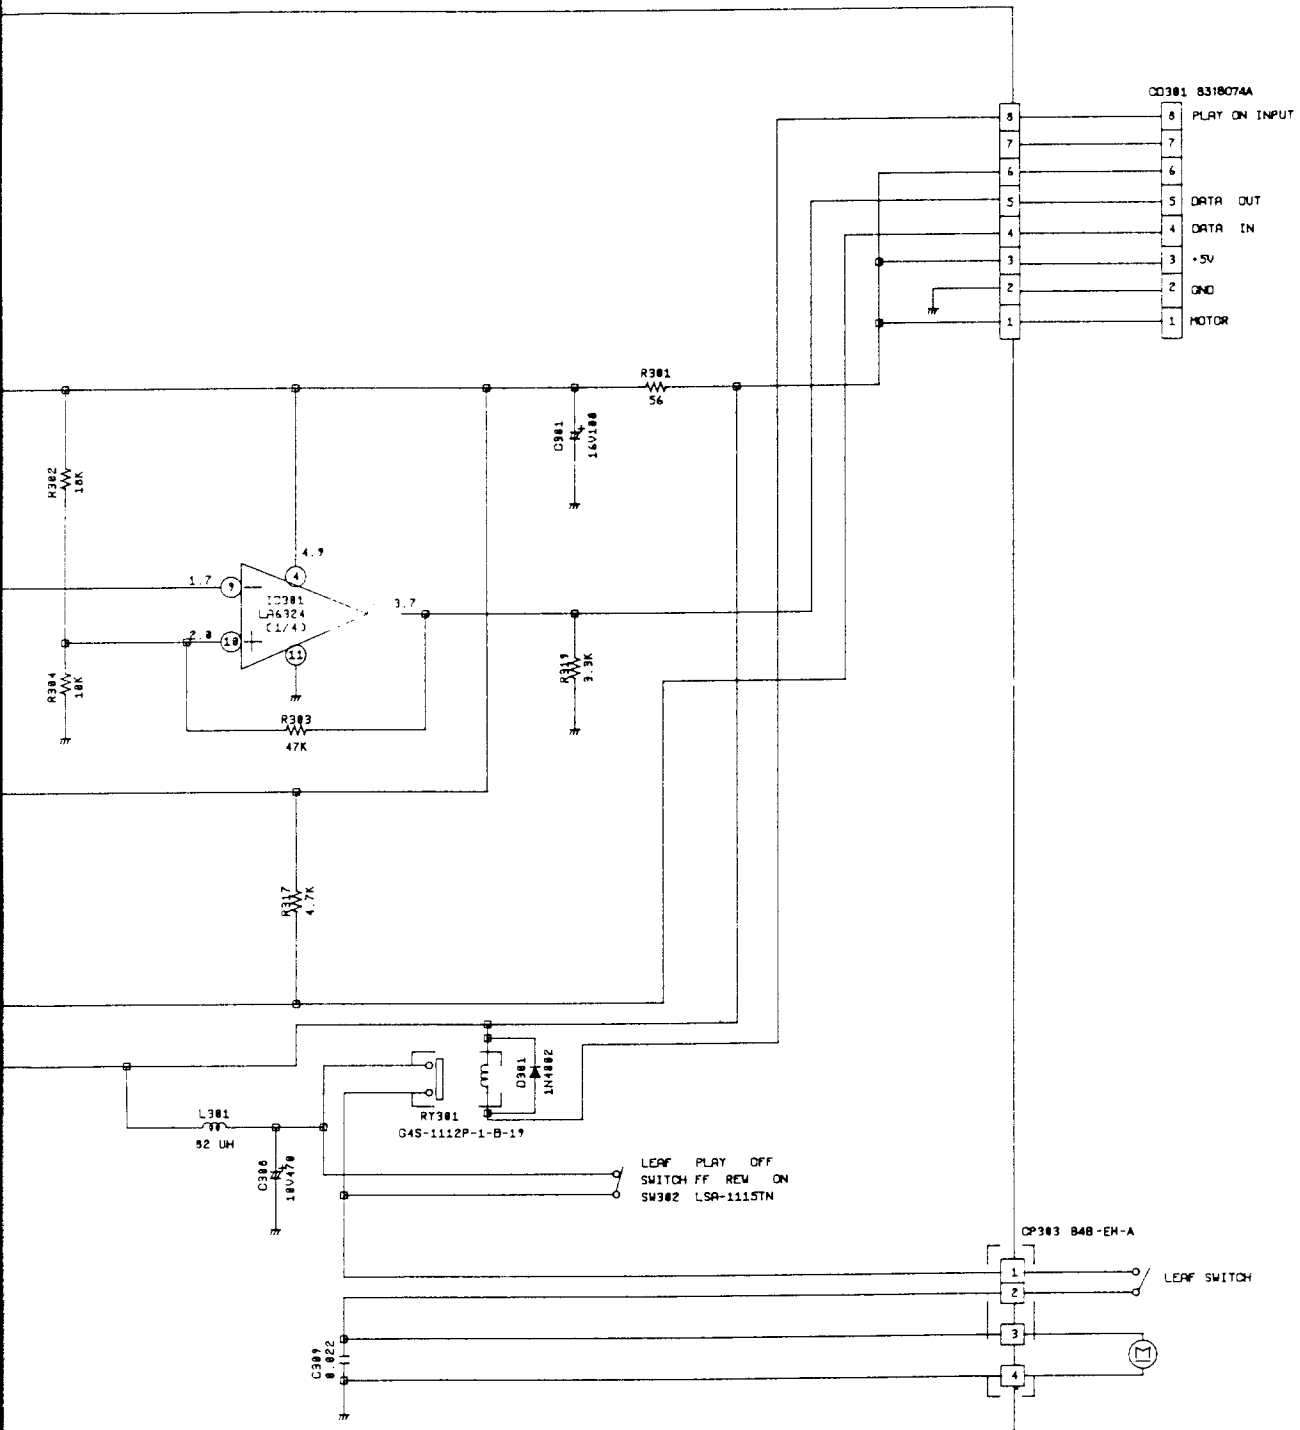 CO301 8318074A
8 8 PLAY ON INPUT
7 7
6 6
5 5 DATA OUT
4 4 DATA IN
3 3 +5V
2 2 GND
1 1 MOTOR
R301
56
C301
16V100
R302
18K
4.9
4
1.7 9
IC301
LA6324
(1/4)
3.7
2.0 10
11
R304
10K
R319
3.3K
R303
47K
R317
4.7K
D301
1N4002
RY301
G4S-1112P-1-B-19
L301
82 UH
C308
10V470
LEAF PLAY OFF
SWITCH FF REW ON
SW302 LSA-1115TN
CP303 B4B-EH-A
1
2
LEAF SWITCH
3
4
M
C309
0.022